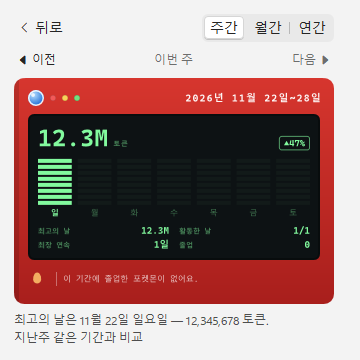 뒤로
주간 월간 연간
이전 이번 주 다음
2026년 11월 22일~28일
12.3M 토큰
▲47%
일 월 화 수 목 금 토
최고의 날 12.3M 활동한 날 1/1
최장 연속 1일 졸업 0
이 기간에 졸업한 포켓몬이 없어요.
최고의 날은 11월 22일 일요일 — 12,345,678 토큰.
지난주 같은 기간과 비교